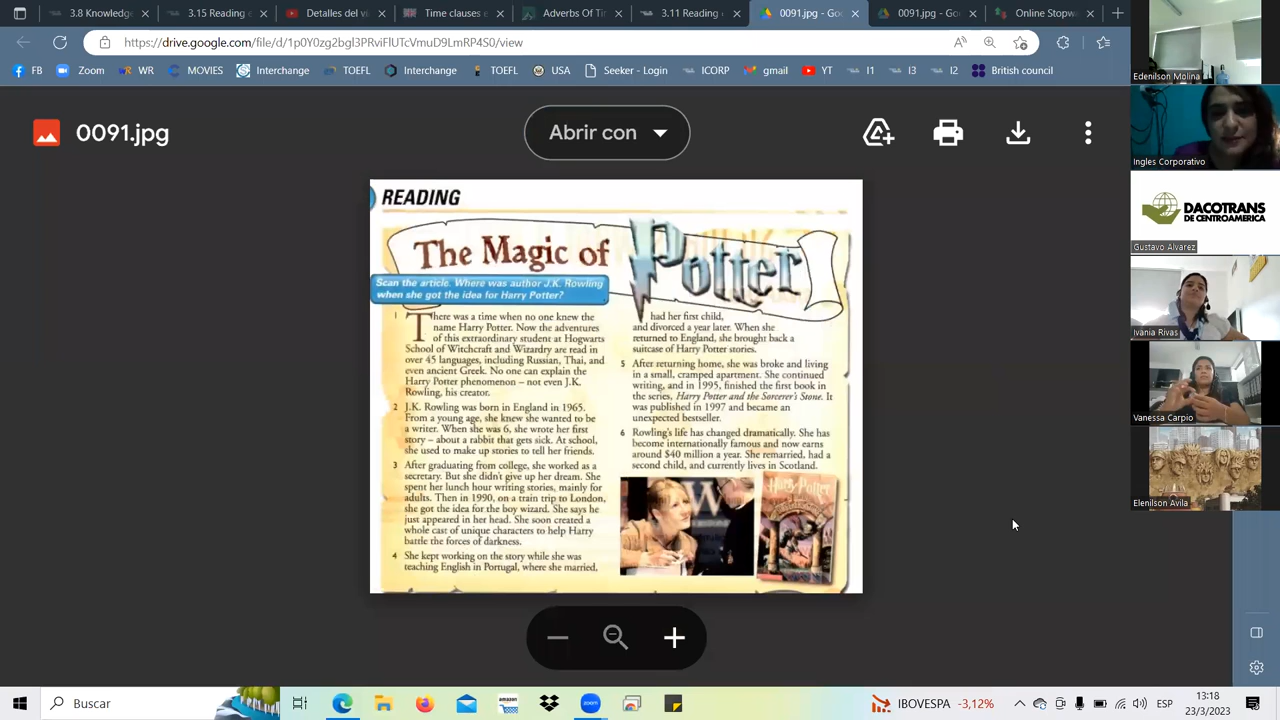 3.8 Knowled
3.15 Reading
Detalles del v
Time clauses e
Adverbs Of Ti
3.11 Reading
0091.jpg - Goo
0091.jpg - Go
Online Stopw
https://drive.google.com/file/d/1p0Y0zg2bgl3PRviFlUTcVmuD9LmRP4S0/view
FB
Zoom
WR
MOVIES
Interchange
TOEFL
Interchange
TOEFL
USA
Seeker - Login
ICORP
gmail
YT
I1
I3
I2
British council
0091.jpg
Abrir con
READING
The Magic of Potter
Scan the article. Where was author J.K. Rowling
when she got the idea for Harry Potter?
1 There was a time when no one knew the
name Harry Potter. Now the adventures
of this extraordinary student at Hogwarts
School of Witchcraft and Wizardry are read in
over 45 languages, including Russian, Thai, and
even ancient Greek. No one can explain the
Harry Potter phenomenon – not even J.K.
Rowling, his creator.
2 J.K. Rowling was born in England in 1965.
From a young age, she knew she wanted to be
a writer. When she was 6, she wrote her first
story – about a rabbit that gets sick. At school,
she used to make up stories to tell her friends.
3 After graduating from college, she worked as a
secretary. But she didn't give up her dream. She
spent her lunch hour writing stories, mainly for
adults. Then in 1990, on a train trip to London,
she got the idea for the boy wizard. She says he
just appeared in her head. She soon created a
whole cast of unique characters to help Harry
battle the forces of darkness.
4 She kept working on the story while she was
teaching English in Portugal, where she married,
had her first child,
and divorced a year later. When she
returned to England, she brought back a
suitcase of Harry Potter stories.
5 After returning home, she was broke and living
in a small, cramped apartment. She continued
writing, and in 1995, finished the first book in
the series, Harry Potter and the Sorcerer's Stone. It
was published in 1997 and became an
unexpected bestseller.
6 Rowling's life has changed dramatically. She has
become internationally famous and now earns
around $40 million a year. She remarried, had a
second child, and currently lives in Scotland.
Harry Potter
Edenilson Molina
Ingles Corporativo
DACOTRANS
DE CENTROAMERICA
Gustavo Alvarez
Ivania Rivas
Vanessa Carpio
Elenilson Avila
Buscar
amazon
zoom
IBOVESPA -3,12%
ESP
13:18
23/3/2023